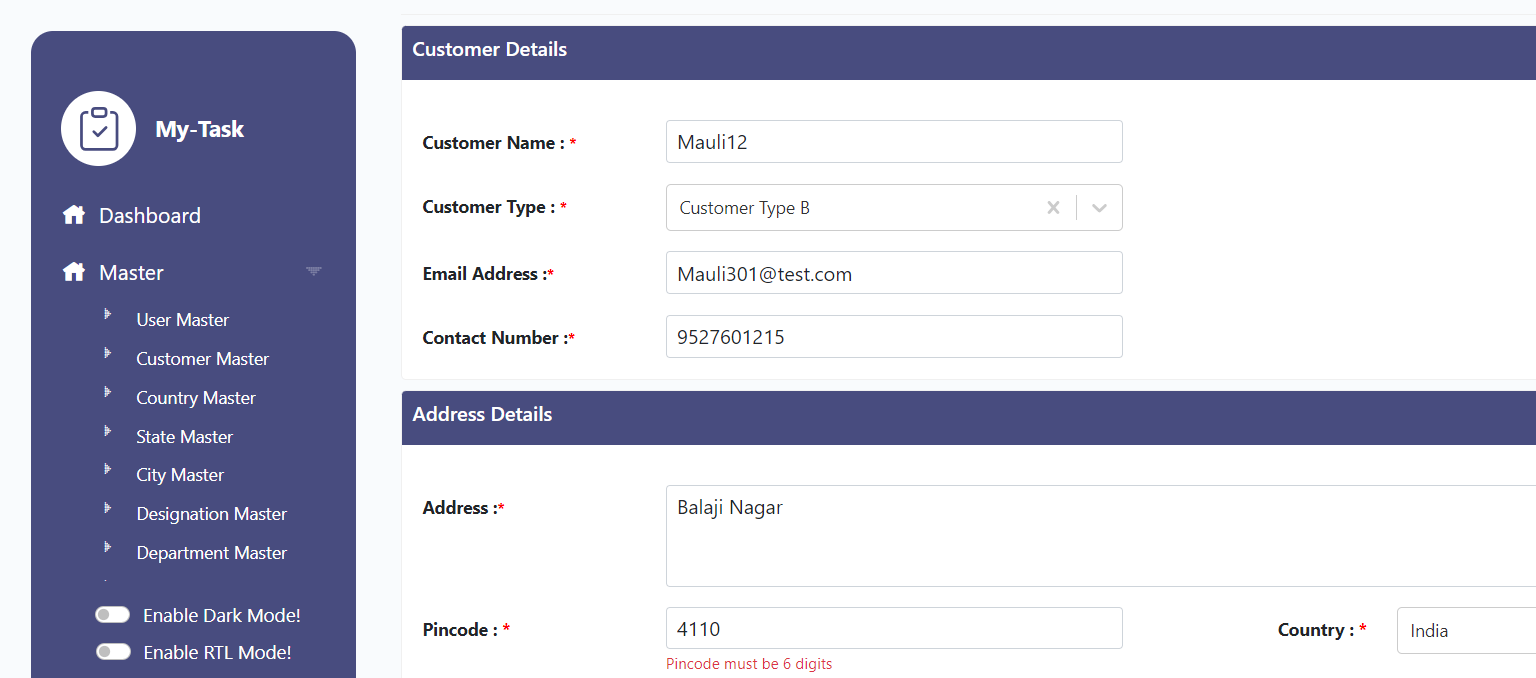 My-Task
Dashboard
Master
User Master
Customer Master
Country Master
State Master
City Master
Designation Master
Department Master
Enable Dark Mode!
Enable RTL Mode!
Customer Details
Customer Name : * Mauli12
Customer Type : * Customer Type B
Email Address :* Mauli301@test.com
Contact Number :* 9527601215
Address Details
Address :* Balaji Nagar
Pincode : * 4110 Country : * India
Pincode must be 6 digits